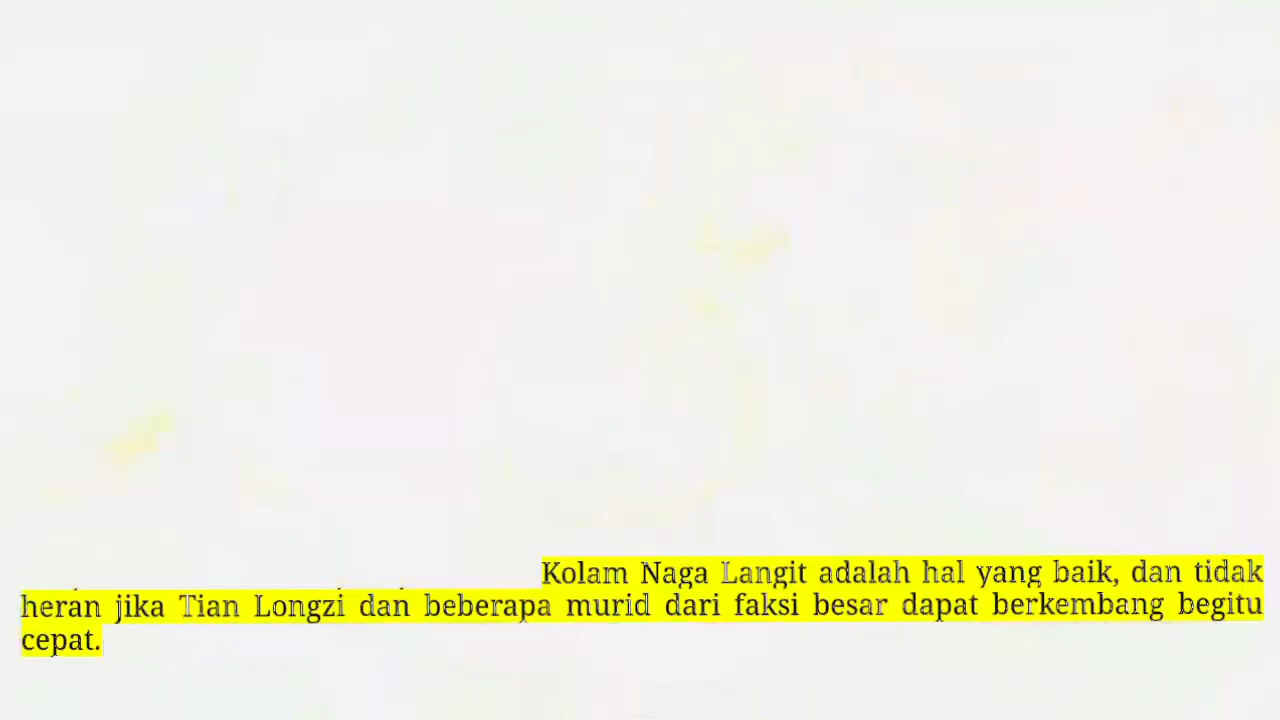 Kolam Naga Langit adalah hal yang baik, dan tidak
heran jika Tian Longzi dan beberapa murid dari faksi besar dapat berkembang begitu
cepat.